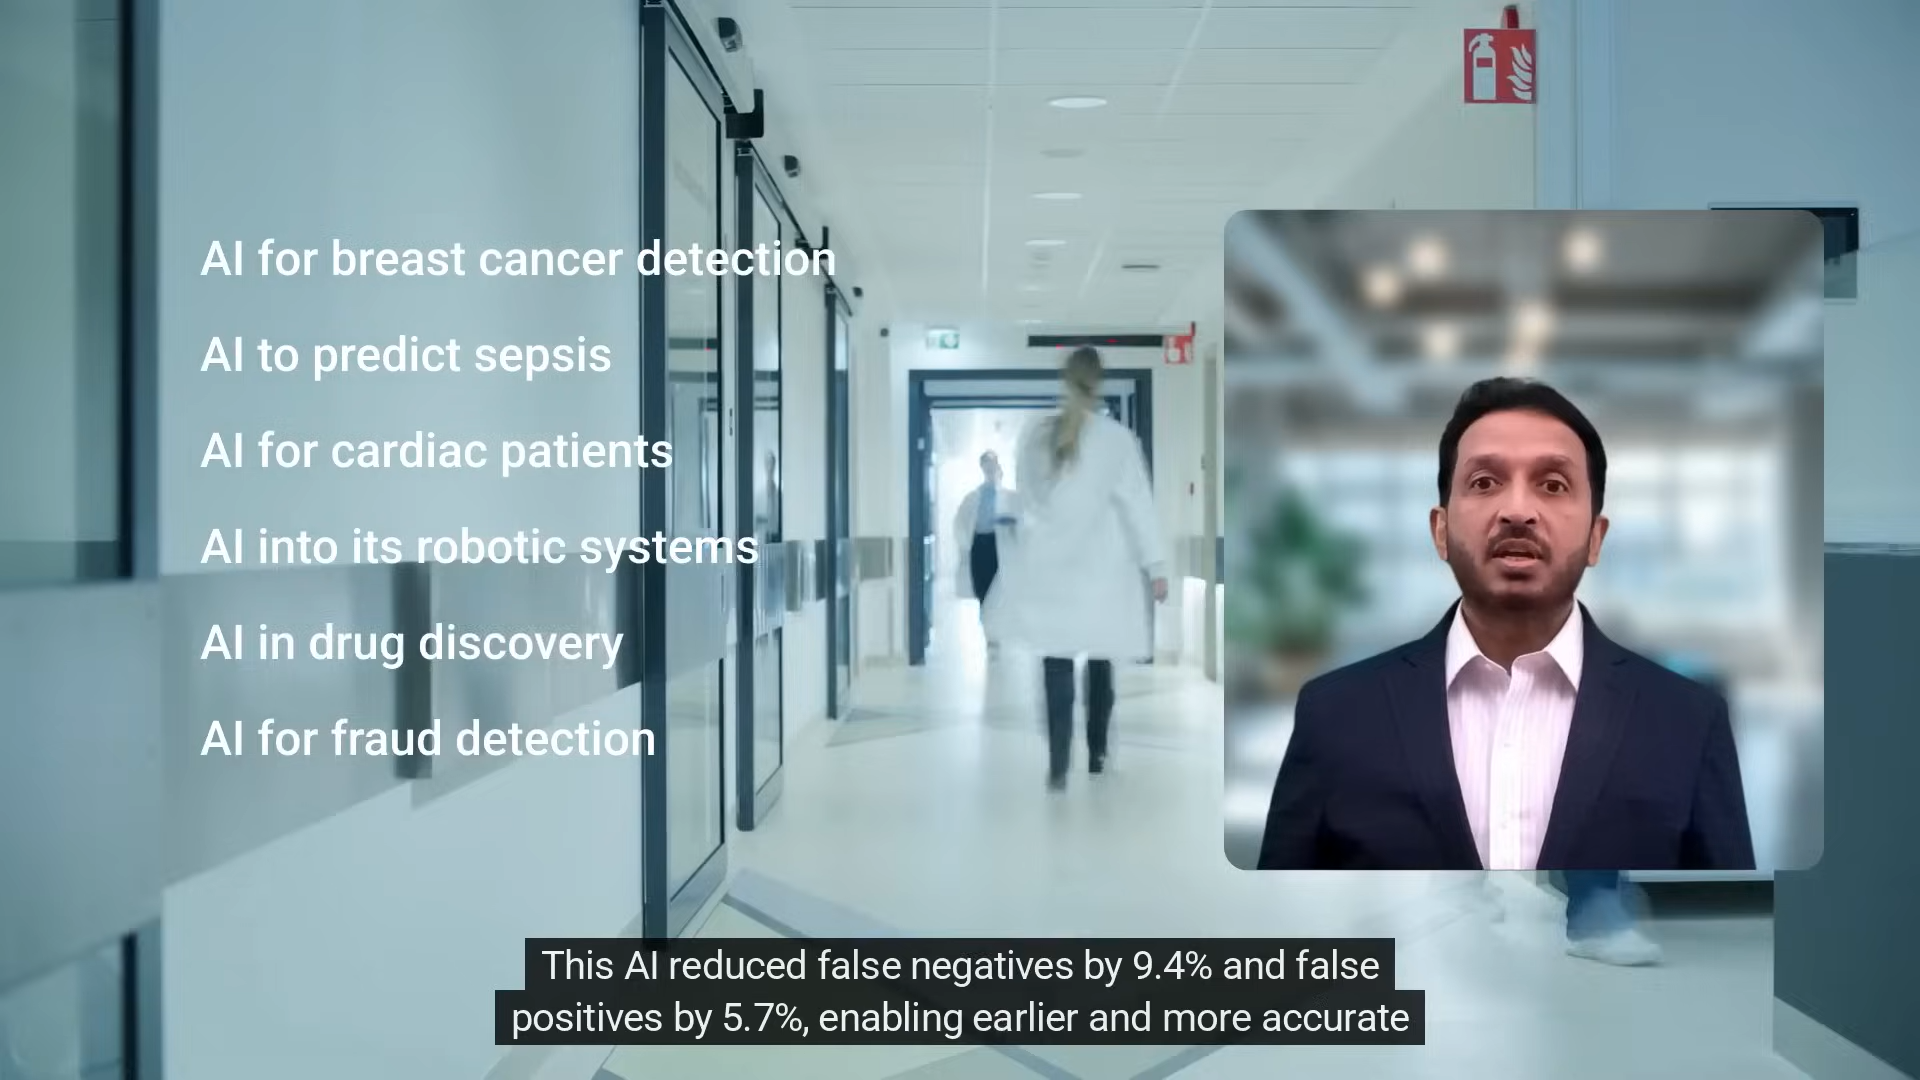 AI for breast cancer detection
AI to predict sepsis
AI for cardiac patients
AI into its robotic systems
AI in drug discovery
AI for fraud detection
This AI reduced false negatives by 9.4% and false
positives by 5.7%, enabling earlier and more accurate